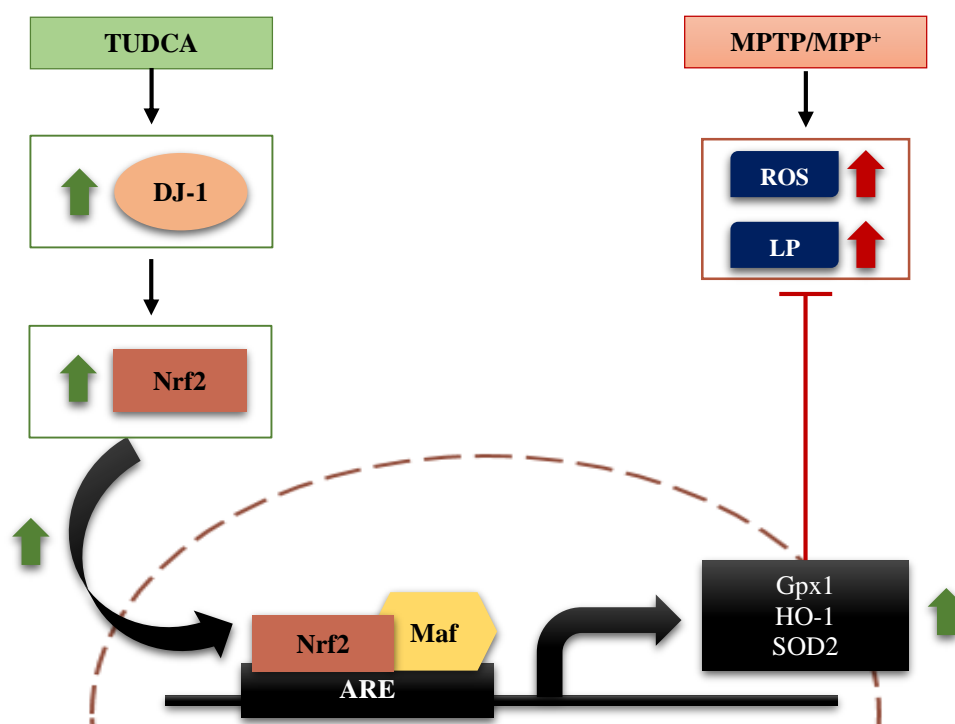 TUDCA
MPTP/MPP⁺
DJ-1
ROS
LP
Nrf2
Gpx1
HO-1
SOD2
Maf
Nrf2
ARE